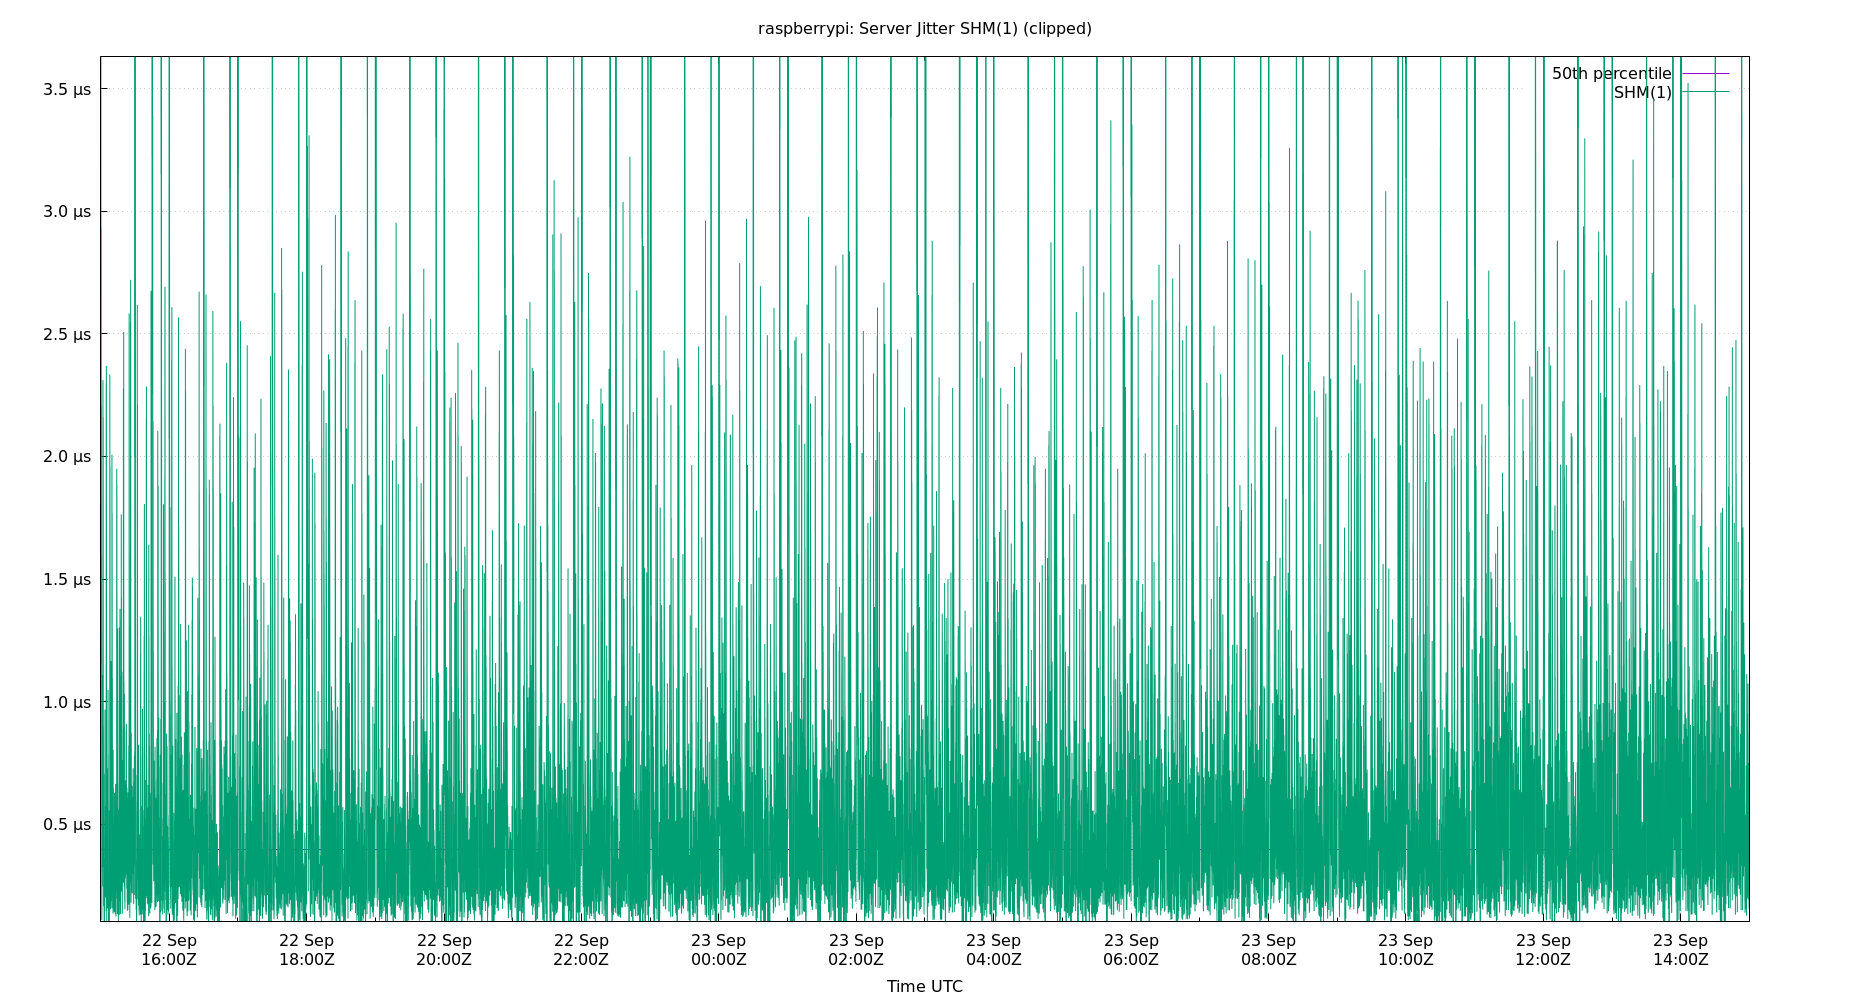 raspberrypi: Server Jitter SHM(1) (clipped)
50th percentile
SHM(1)
3.5 µs
3.0 µs
2.5 µs
2.0 µs
1.5 µs
1.0 µs
0.5 µs
22 Sep 22 Sep 22 Sep 22 Sep 23 Sep 23 Sep 23 Sep 23 Sep 23 Sep 23 Sep 23 Sep 23 Sep
16:00Z 18:00Z 20:00Z 22:00Z 00:00Z 02:00Z 04:00Z 06:00Z 08:00Z 10:00Z 12:00Z 14:00Z
Time UTC